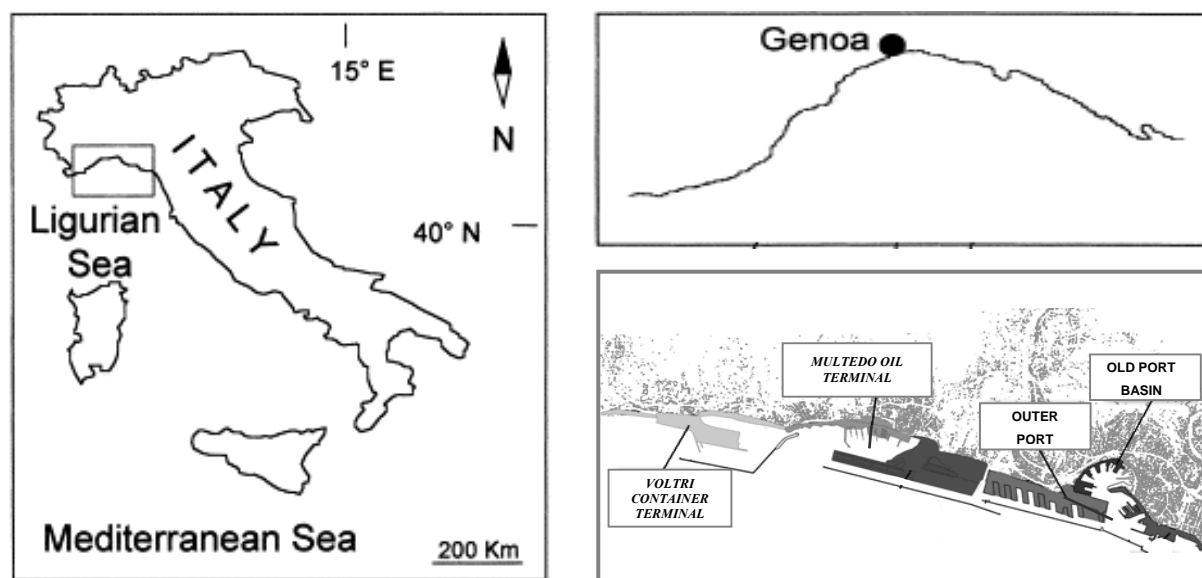 15° E
N
ITALY
Ligurian
Sea
40° N
Mediterranean Sea
200 Km
Genoa
MULTEDO OIL
TERMINAL
OLD PORT
BASIN
OUTER
PORT
VOLTRI
CONTAINER
TERMINAL